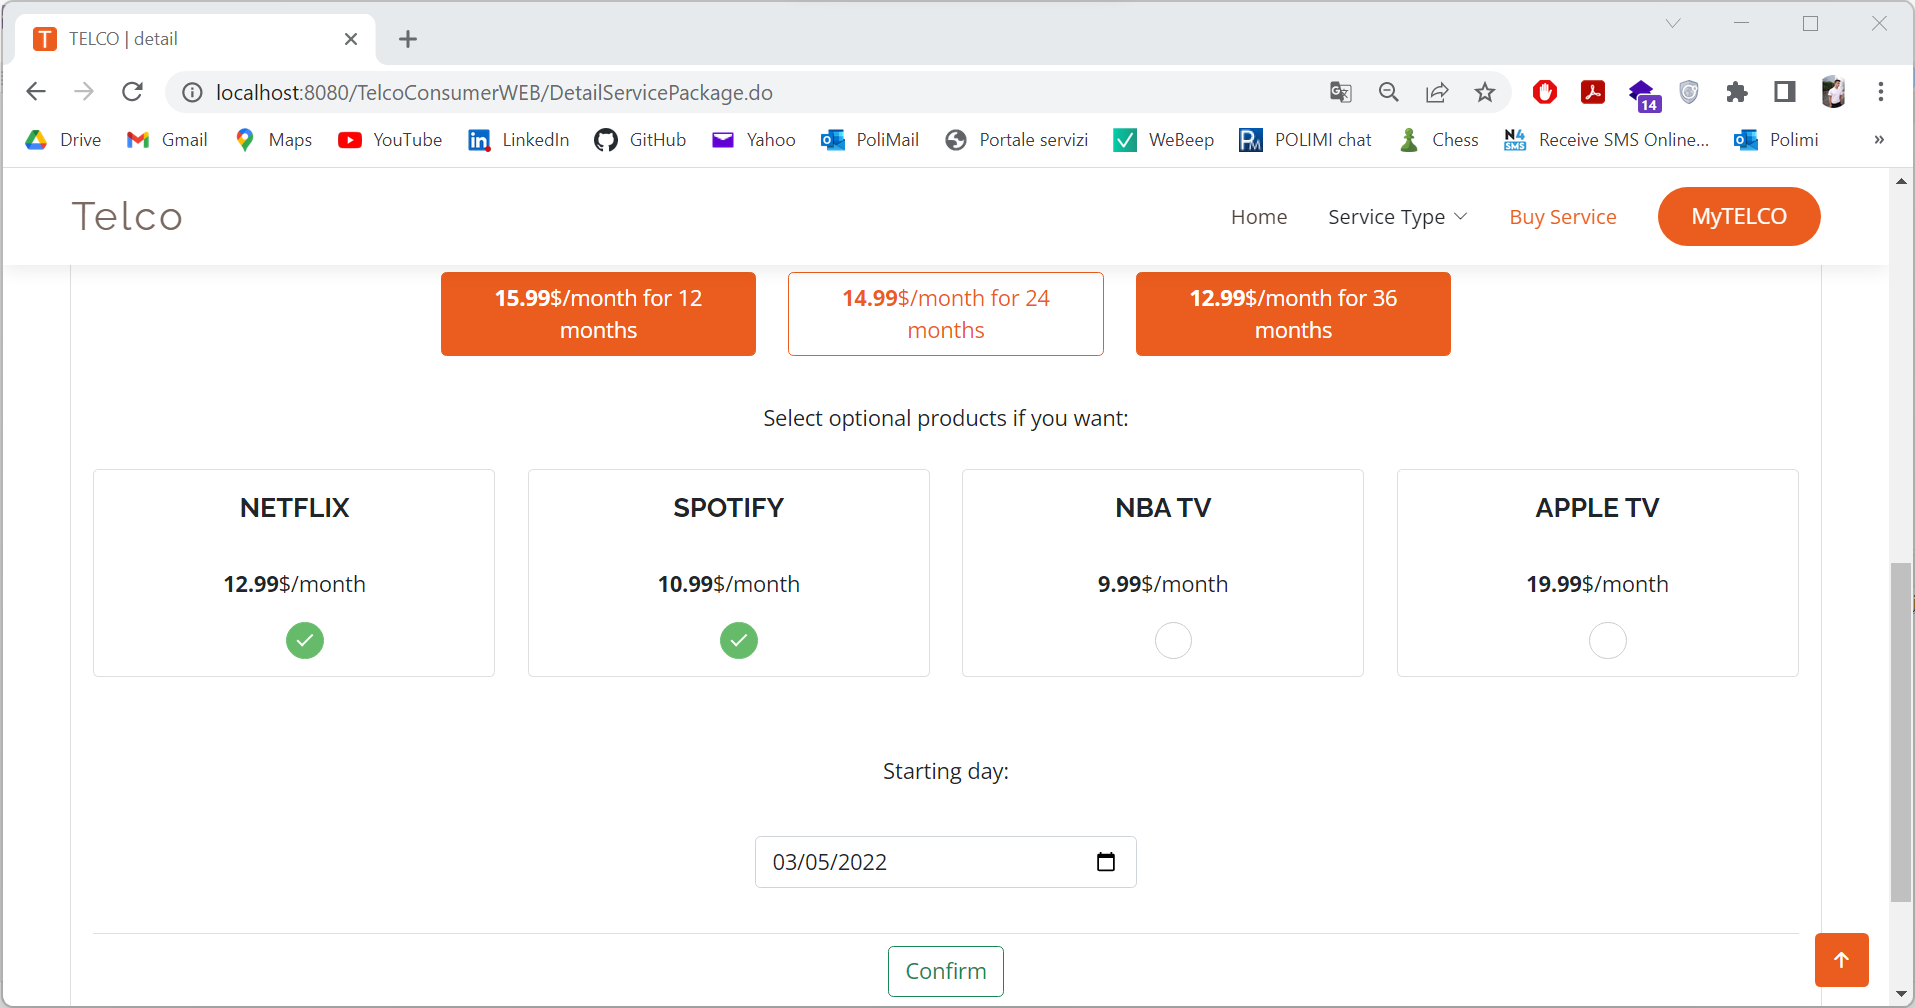 TELCO | detail
localhost:8080/TelcoConsumerWEB/DetailServicePackage.do
14
Drive Gmail Maps YouTube LinkedIn GitHub Yahoo PoliMail Portale servizi WeBeep POLIMI chat Chess Receive SMS Online... Polimi »
Telco Home Service Type Buy Service MyTELCO
15.99$/month for 12
months
14.99$/month for 24
months
12.99$/month for 36
months
Select optional products if you want:
NETFLIX
12.99$/month
SPOTIFY
10.99$/month
NBA TV
9.99$/month
APPLE TV
19.99$/month
Starting day:
03/05/2022
Confirm